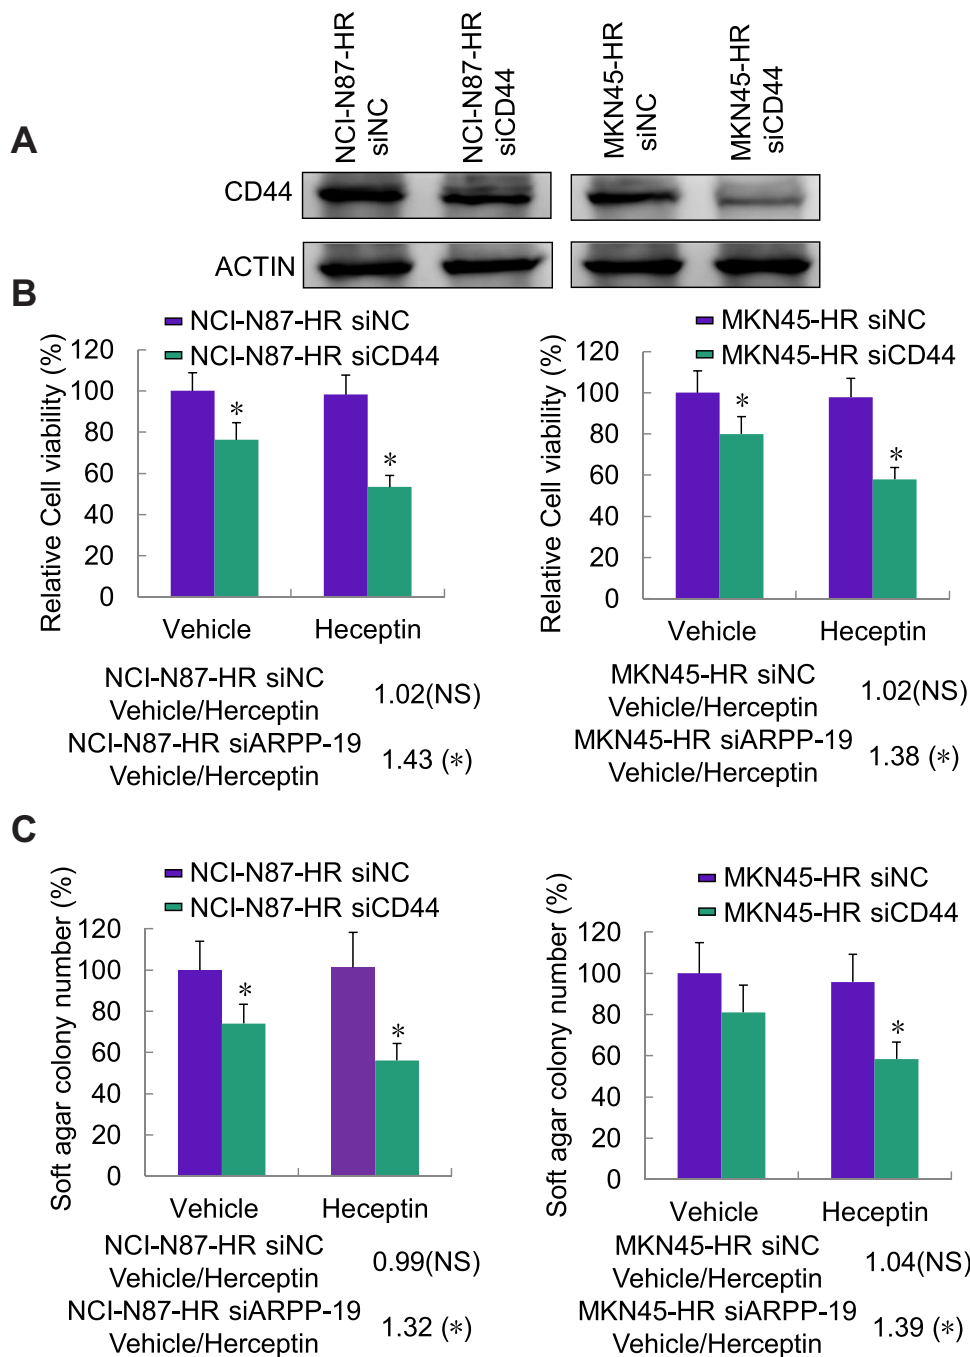 A
NCI-N87-HR
siNC
NCI-N87-HR
siCD44
MKN45-HR
siNC
MKN45-HR
siCD44
CD44
ACTIN
B
NCI-N87-HR siNC
NCI-N87-HR siCD44
Relative Cell viability (%)
120
100
80
60
40
20
0
*
*
Vehicle
Heceptin
NCI-N87-HR siNC
Vehicle/Herceptin
1.02(NS)
NCI-N87-HR siARPP-19
Vehicle/Herceptin
1.43 (*)
MKN45-HR siNC
MKN45-HR siCD44
Relative Cell viability (%)
120
100
80
60
40
20
0
*
*
Vehicle
Heceptin
MKN45-HR siNC
Vehicle/Herceptin
1.02(NS)
MKN45-HR siARPP-19
Vehicle/Herceptin
1.38 (*)
C
NCI-N87-HR siNC
NCI-N87-HR siCD44
Soft agar colony number (%)
120
100
80
60
40
20
0
*
*
Vehicle
Heceptin
NCI-N87-HR siNC
Vehicle/Herceptin
0.99(NS)
NCI-N87-HR siARPP-19
Vehicle/Herceptin
1.32 (*)
MKN45-HR siNC
MKN45-HR siCD44
Soft agar colony number (%)
120
100
80
60
40
20
0
*
Vehicle
Heceptin
MKN45-HR siNC
Vehicle/Herceptin
1.04(NS)
MKN45-HR siARPP-19
Vehicle/Herceptin
1.39 (*)